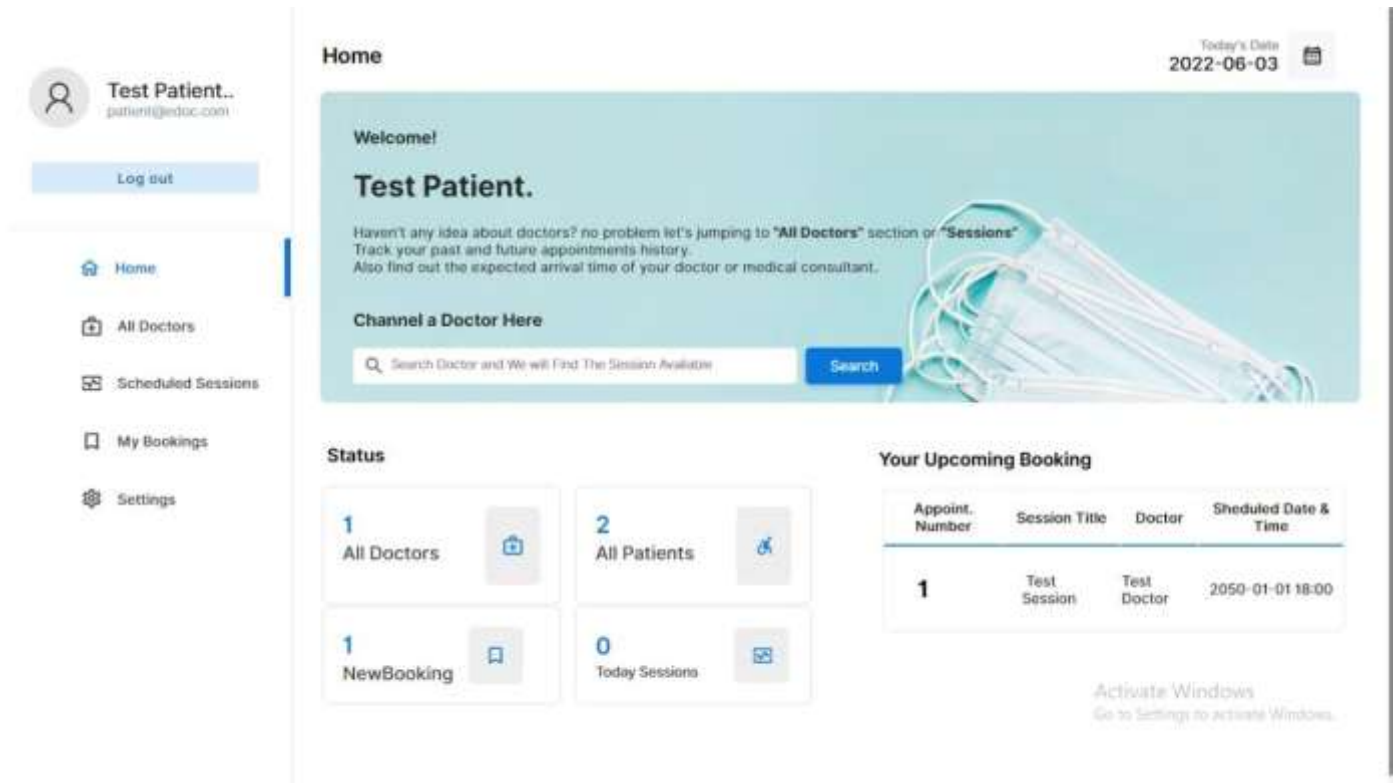 Test Patient..
patient@edoc.com
Log out
Home
All Doctors
Scheduled Sessions
My Bookings
Settings
Home
Today's Date
2022-06-03
Welcome!
Test Patient.
Haven't any idea about doctors? no problem let's jumping to "All Doctors" section or "Sessions"
Track your past and future appointments history.
Also find out the expected arrival time of your doctor or medical consultant.
Channel a Doctor Here
Search Doctor and We will Find The Session Available
Search
Status
1
All Doctors
2
All Patients
1
NewBooking
0
Today Sessions
Your Upcoming Booking
Appoint. Number
Session Title
Doctor
Sheduled Date & Time
1
Test Session
Test Doctor
2050-01-01 18:00
Activate Windows
Go to Settings to activate Windows.